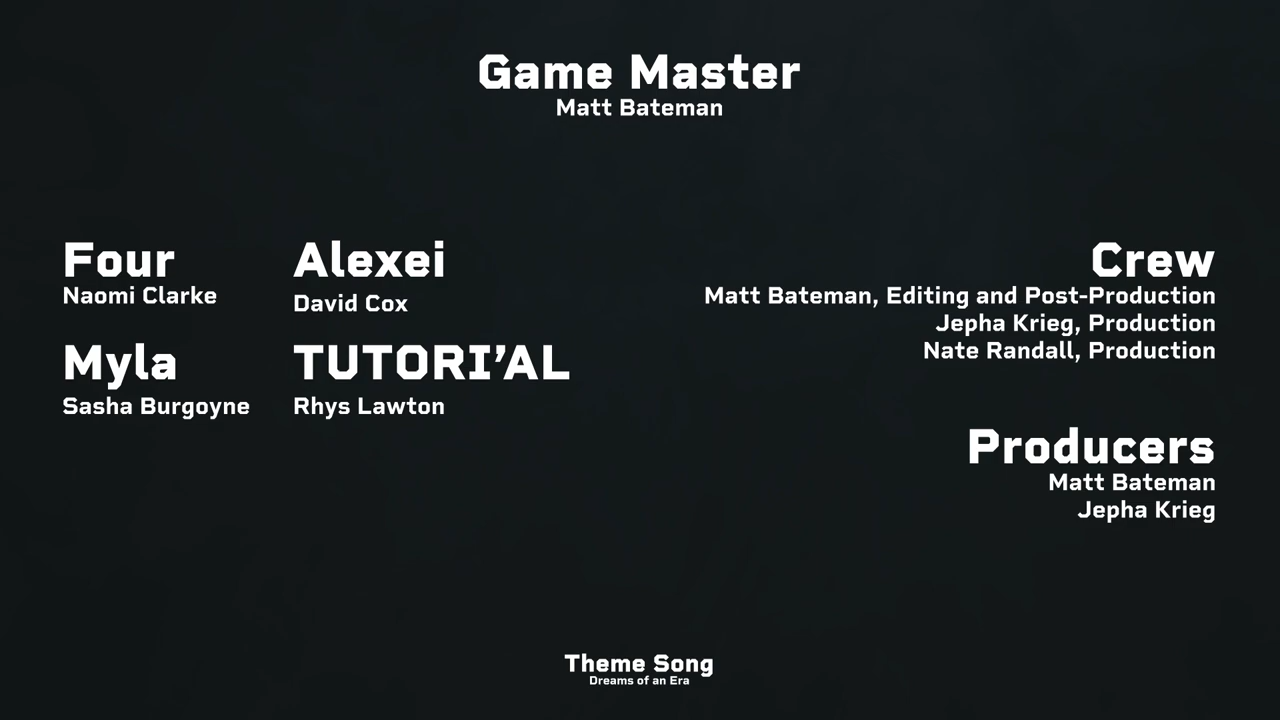 Game Master
Matt Bateman
Four
Naomi Clarke
Alexei
David Cox
Myla
Sasha Burgoyne
TUTORI’AL
Rhys Lawton
Crew
Matt Bateman, Editing and Post-Production
Jepha Krieg, Production
Nate Randall, Production
Producers
Matt Bateman
Jepha Krieg
Theme Song
Dreams of an Era